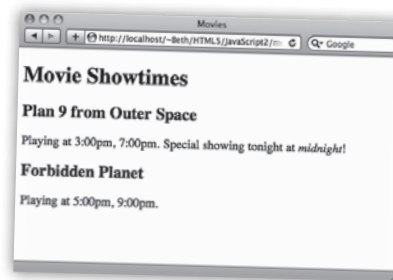 Movies
http://localhost/~Beth/HTML5/JavaScript2/m
Google
Movie Showtimes
Plan 9 from Outer Space
Playing at 3:00pm, 7:00pm. Special showing tonight at midnight!
Forbidden Planet
Playing at 5:00pm, 9:00pm.